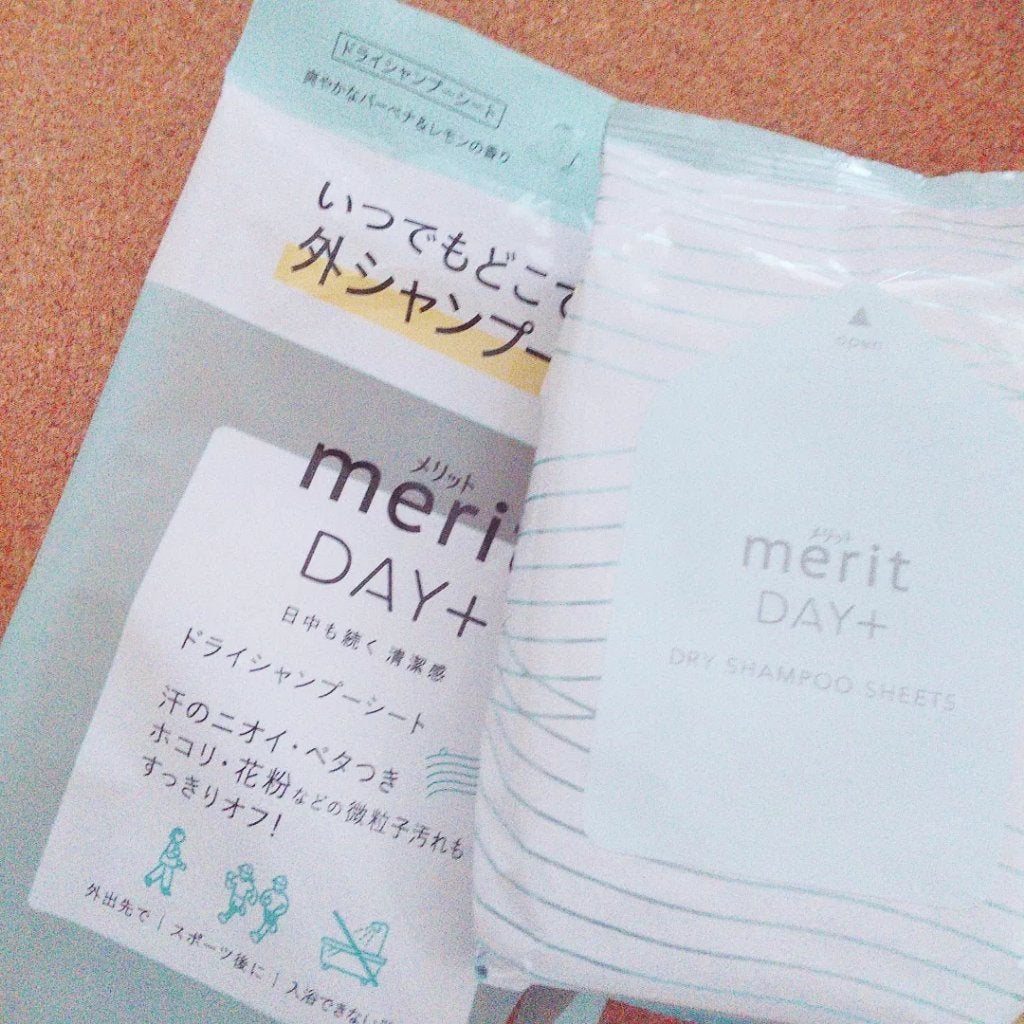 ドライシャンプーシート
爽やかなバーベナ&レモンの香り
いつでもどこで
外シャンプー
メリット
merit
DAY+
日中も続く清潔感
ドライシャンプーシート
汗のニオイ・ベタつき
ホコリ・花粉などの微粒子汚れも
すっきりオフ!
外出先で | スポーツ後に | 入浴できない
open
メリット
merit
DAY+
DRY SHAMPOO SHEETS